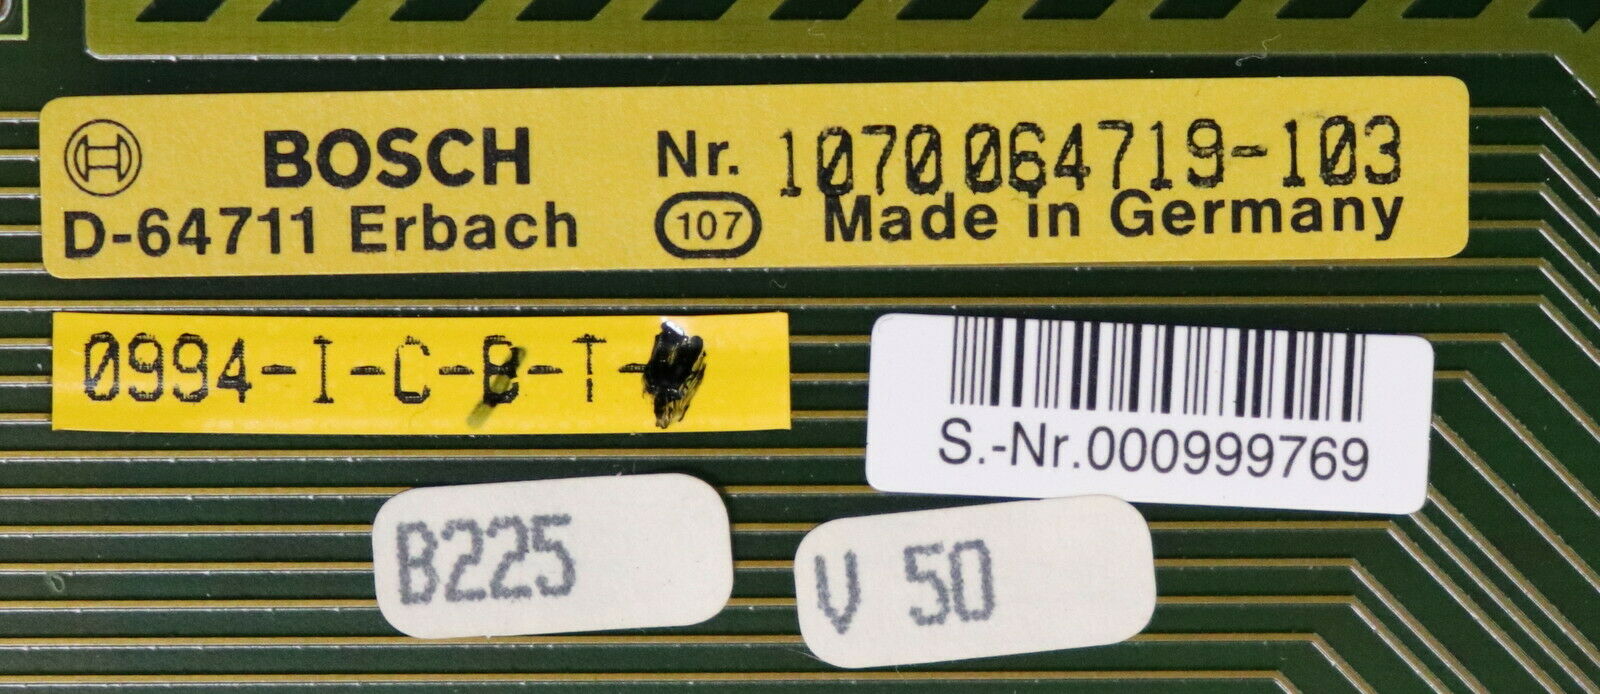 BOSCH Nr. 1070 064719-103
D-64711 Erbach 107 Made in Germany
0994-I-C-B-T-
S.-Nr.000999769
B225
V 50